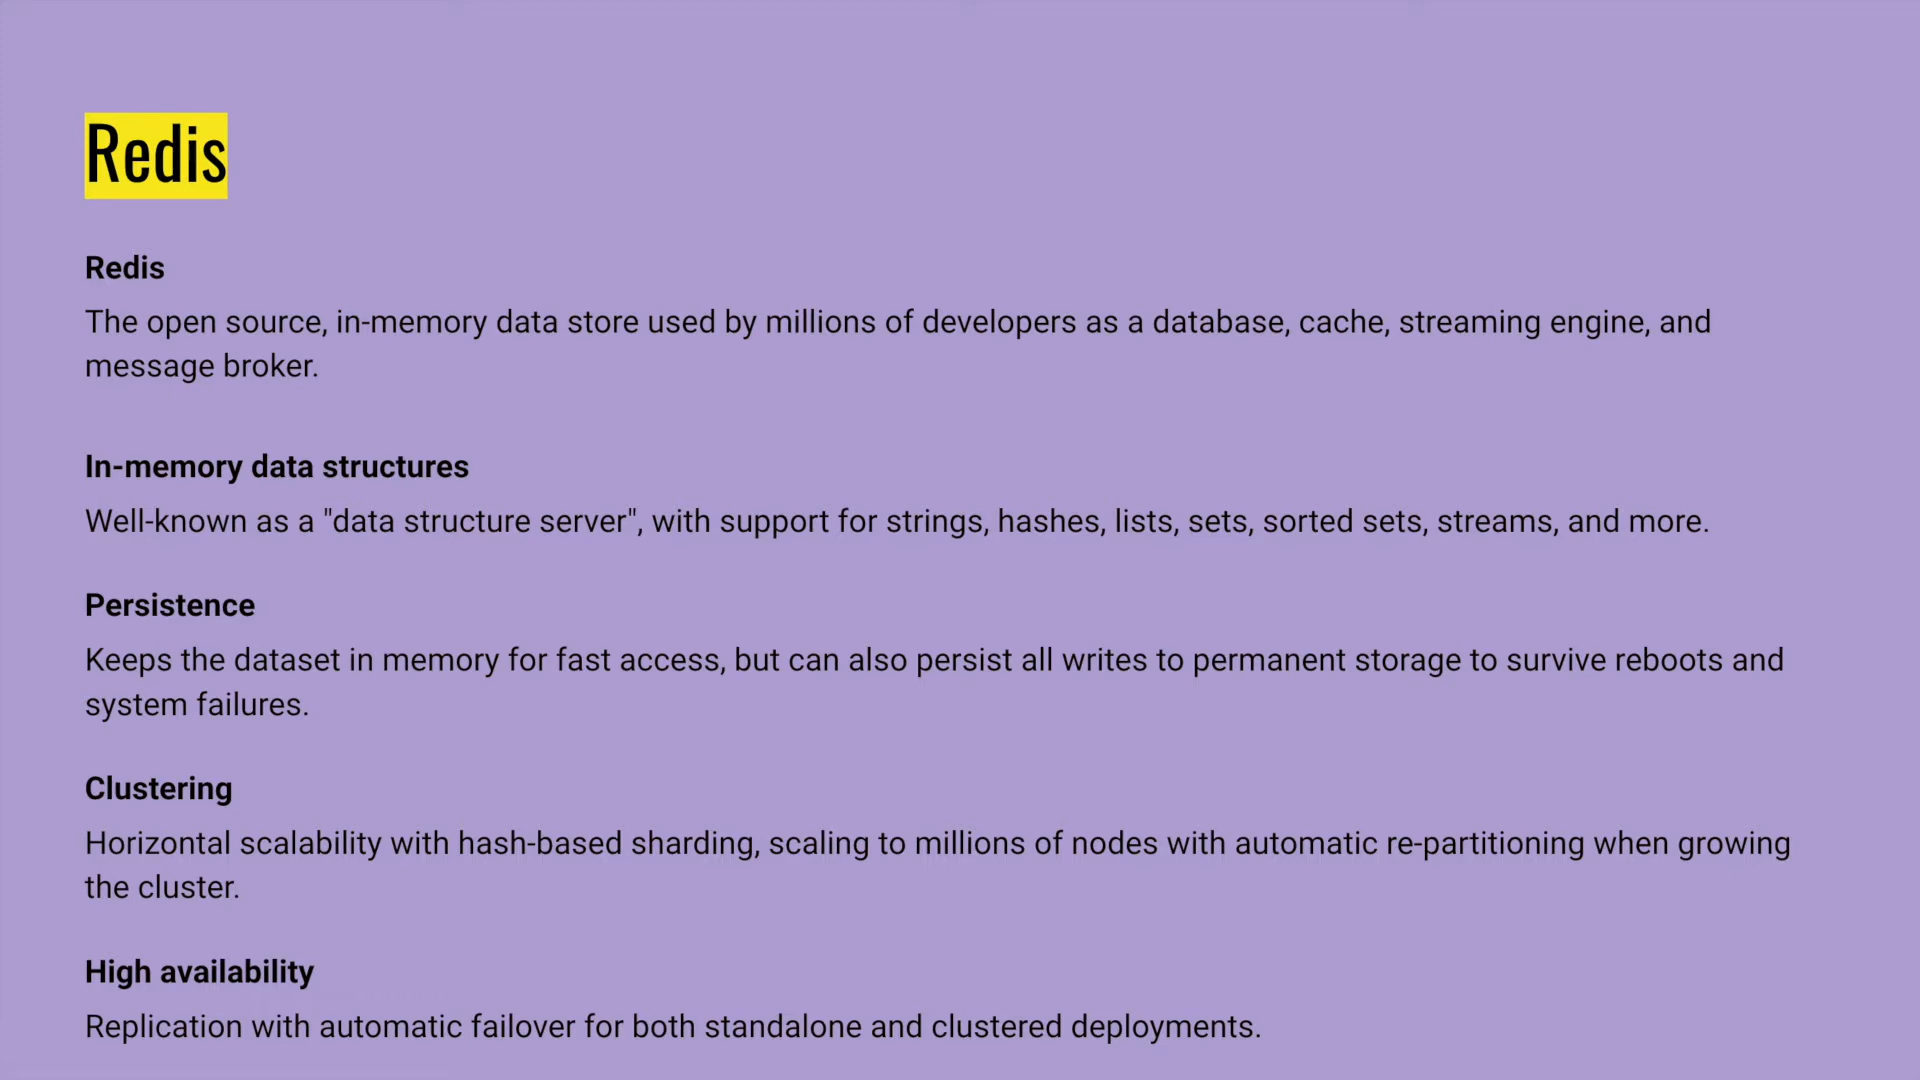 Redis
Redis
The open source, in-memory data store used by millions of developers as a database, cache, streaming engine, and
message broker.
In-memory data structures
Well-known as a "data structure server", with support for strings, hashes, lists, sets, sorted sets, streams, and more.
Persistence
Keeps the dataset in memory for fast access, but can also persist all writes to permanent storage to survive reboots and
system failures.
Clustering
Horizontal scalability with hash-based sharding, scaling to millions of nodes with automatic re-partitioning when growing
the cluster.
High availability
Replication with automatic failover for both standalone and clustered deployments.